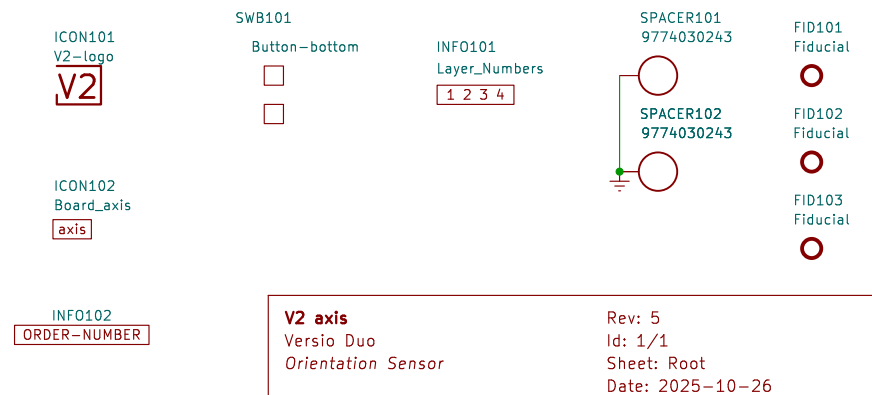 ICON101
V2-logo
V2
SWB101
Button-bottom
INFO101
Layer_Numbers
1 2 3 4
SPACER101
9774030243
SPACER102
9774030243
FID101
Fiducial
FID102
Fiducial
FID103
Fiducial
ICON102
Board_axis
axis
INFO102
ORDER-NUMBER
V2 axis
Versio Duo
Orientation Sensor
Rev: 5
Id: 1/1
Sheet: Root
Date: 2025-10-26